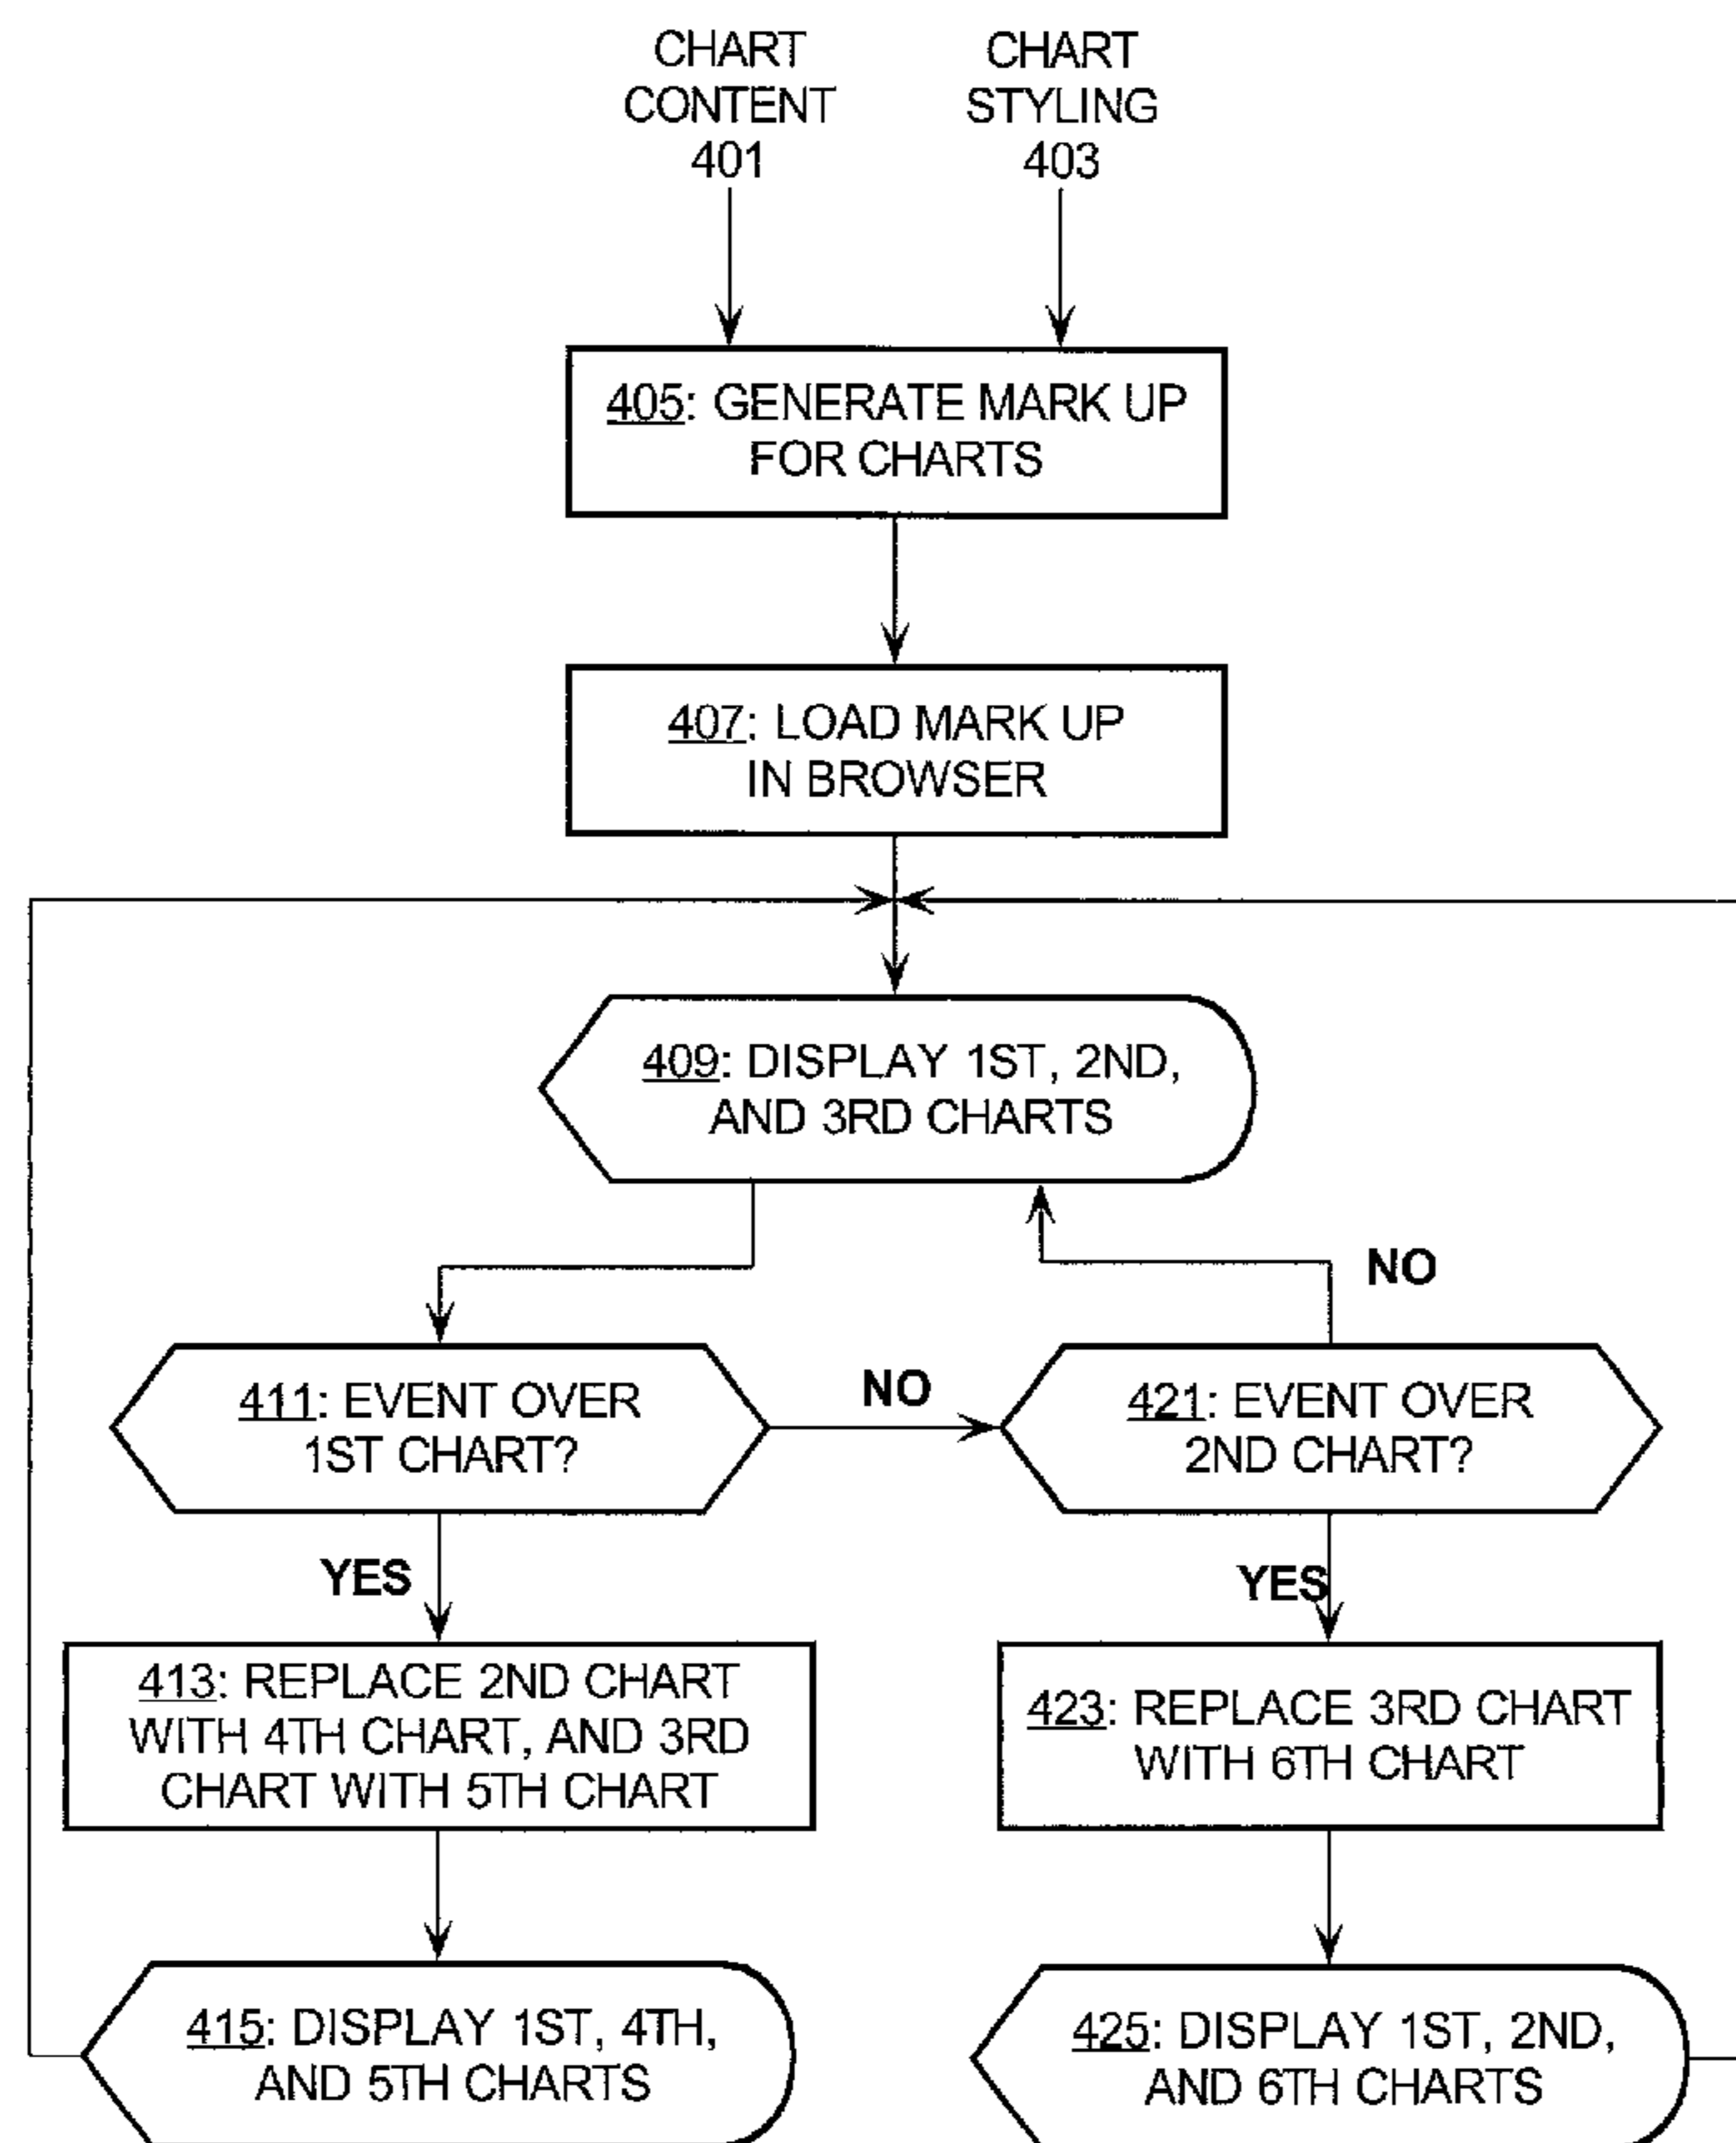 CHART
CONTENT
401
CHART
STYLING
403
405: GENERATE MARK UP
FOR CHARTS
407: LOAD MARK UP
IN BROWSER
409: DISPLAY 1ST, 2ND,
AND 3RD CHARTS
NO
411: EVENT OVER
1ST CHART?
NO
421: EVENT OVER
2ND CHART?
YES
YES
413: REPLACE 2ND CHART
WITH 4TH CHART, AND 3RD
CHART WITH 5TH CHART
423: REPLACE 3RD CHART
WITH 6TH CHART
415: DISPLAY 1ST, 4TH,
AND 5TH CHARTS
425: DISPLAY 1ST, 2ND,
AND 6TH CHARTS